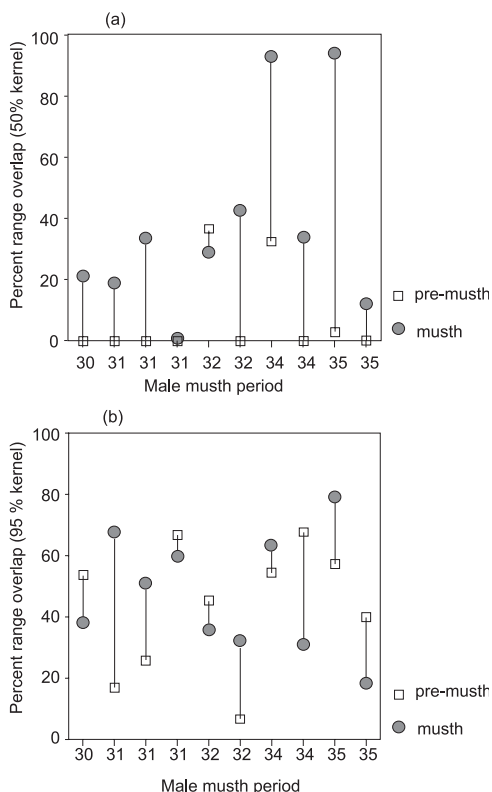 (a)
Percent range overlap (50% kernel)
100
80
60
40
20
0
30 31 31 31 32 32 34 34 35 35
Male musth period
pre-musth
musth
(b)
Percent range overlap (95 % kernel)
100
80
60
40
20
0
30 31 31 31 32 32 34 34 35 35
Male musth period
pre-musth
musth